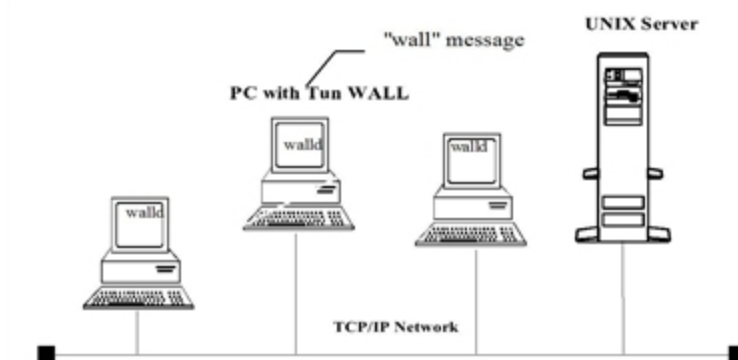 UNIX Server
"wall" message
PC with Tun WALL
walld
walld
walld
TCP/IP Network